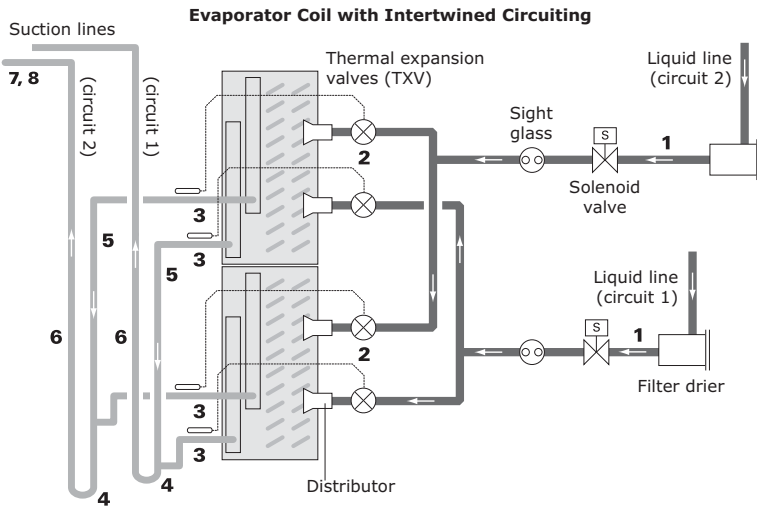 Evaporator Coil with Intertwined Circuiting
Suction lines
7, 8
(circuit 2)
(circuit 1)
Thermal expansion
valves (TXV)
Sight
glass
Liquid line
(circuit 2)
S
1
Solenoid
valve
2
3
3
5
5
6
6
Liquid line
(circuit 1)
S
1
Filter drier
2
3
3
4
4
Distributor